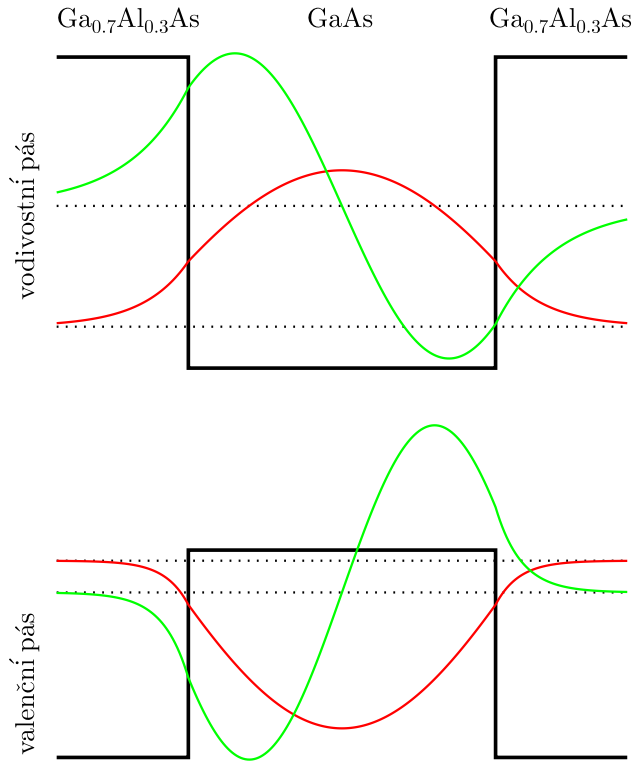 Ga₀.₇Al₀.₃As GaAs Ga₀.₇Al₀.₃As
vodivostní pás
valenční pás